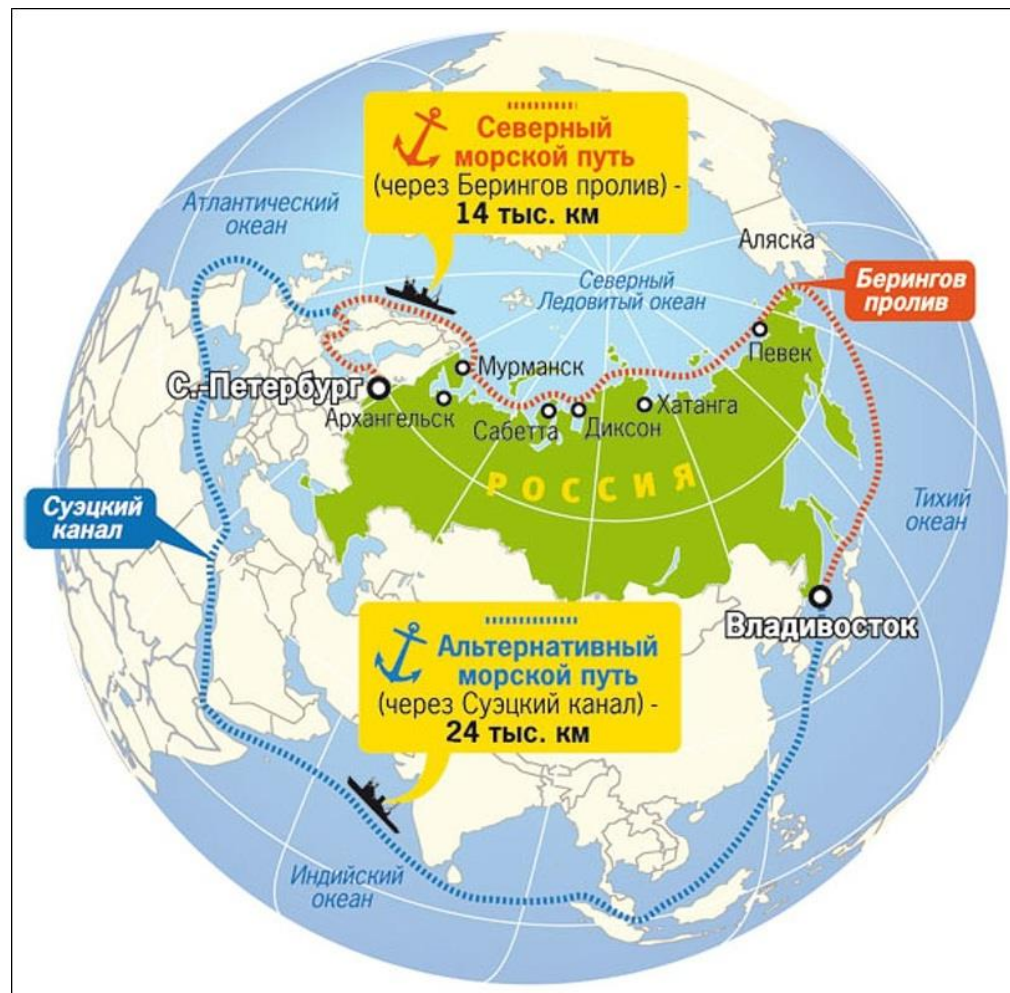 Северный
морской путь
(через Берингов пролив) -
14 тыс. км
Атлантический
океан
Аляска
Северный
Ледовитый океан
Берингов
пролив
Певек
Мурманск
С.-Петербург
Архангельск
Сабетта
Диксон
Хатанга
РОССИЯ
Суэцкий
канал
Тихий
океан
Владивосток
Альтернативный
морской путь
(через Суэцкий канал) -
24 тыс. км
Индийский
океан